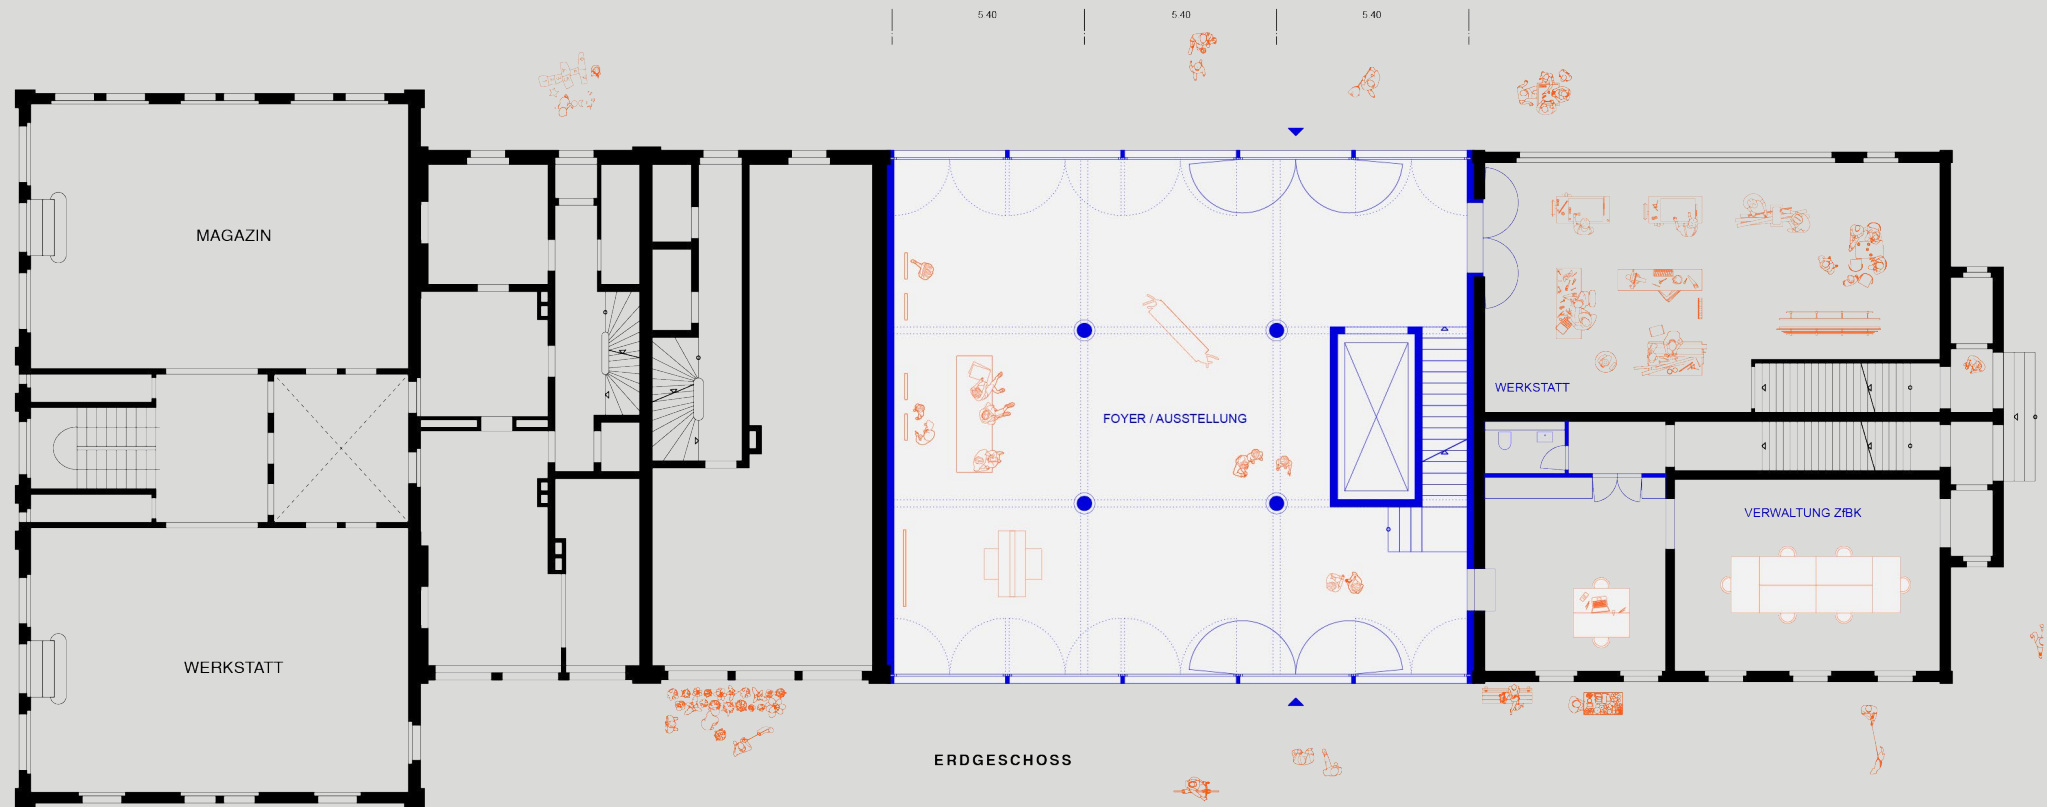 5 40
5 40
5 40
MAGAZIN
WERKSTATT
FOYER / AUSSTELLUNG
VERWALTUNG ZfBK
WERKSTATT
ERDGESCHOSS